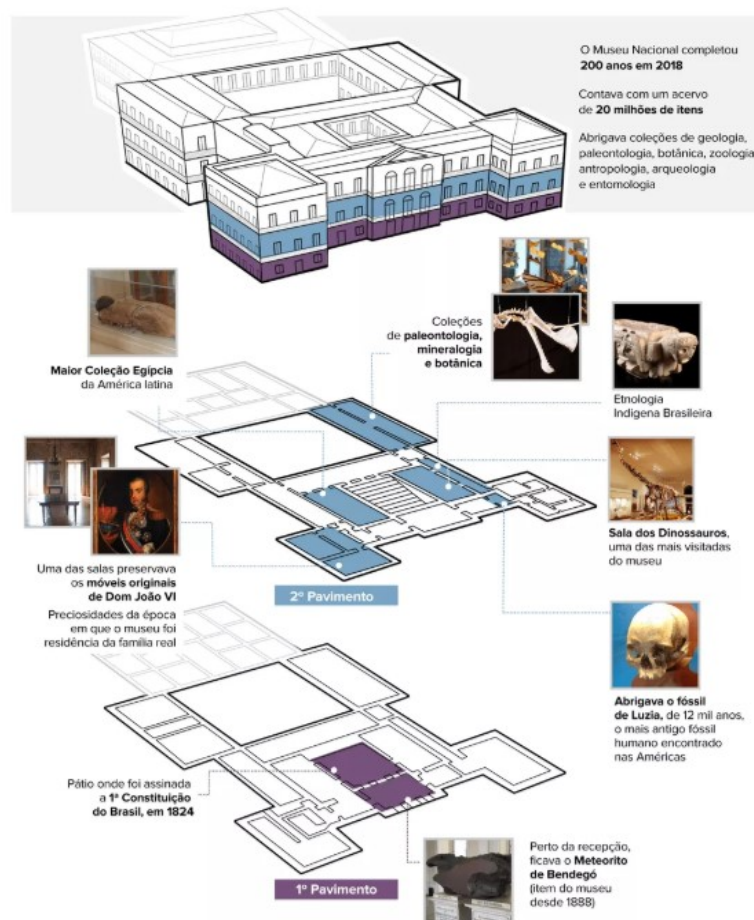 O Museu Nacional completou
200 anos em 2018
Contava com um acervo
de 20 milhões de itens
Abrigava coleções de geologia,
paleontologia, botânica, zoologia
antropologia, arqueologia
e entomologia
Coleções
de paleontologia,
mineralogia
e botânica
Maior Coleção Egípcia
da América latina
Etnologia
Indígena Brasileira
Sala dos Dinossauros,
uma das mais visitadas
do museu
Uma das salas preservava
os móveis originais
de Dom João VI
Preciosidades da época
em que o museu foi
residência da família real
2º Pavimento
Abrigava o fóssil
de Luzia, de 12 mil anos,
o mais antigo fóssil
humano encontrado
nas Américas
Pátio onde foi assinada
a 1ª Constituição
do Brasil, em 1824
Perto da recepção,
ficava o Meteorito
de Bendegó
(item do museu
desde 1888)
1º Pavimento